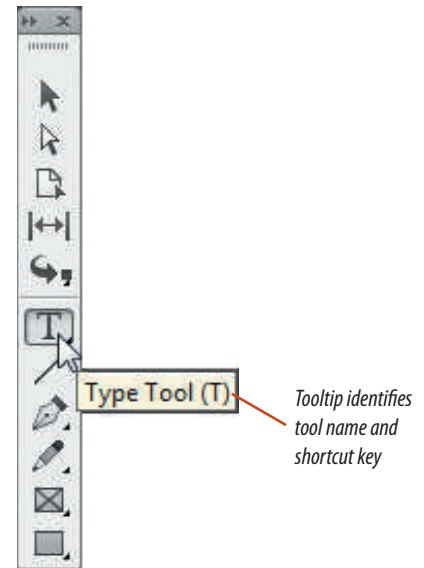 T
Type Tool (T)
Tooltip identifies
tool name and
shortcut key